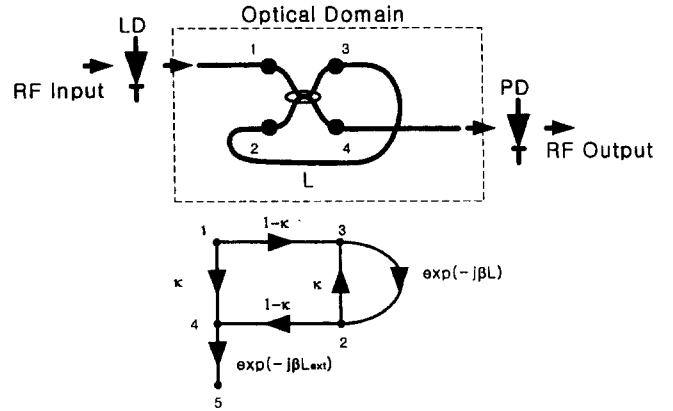 Optical Domain
LD
1
3
RF Input
PD
2
4
RF Output
L
1
1-κ
3
κ
κ
exp(-jβL)
4
1-κ
2
exp(-jβLext)
5